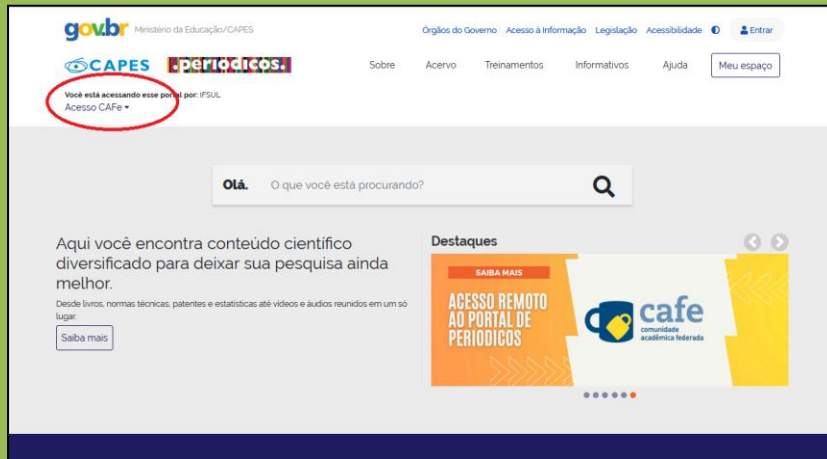 gov.br Ministério da Educação/CAPES
Órgãos do Governo Acesso à Informação Legislação Acessibilidade Entrar
CAPES .periódicos.
Sobre Acervo Treinamentos Informativos Ajuda Meu espaço
Você está acessando esse portal por: IFSUL
Acesso CAFe
Olá. O que você está procurando?
Aqui você encontra conteúdo científico
diversificado para deixar sua pesquisa ainda
melhor.
Desde livros, normas técnicas, patentes e estatísticas até vídeos e áudios reunidos em um só
lugar.
Saiba mais
Destaques
SAIBA MAIS
ACESSO REMOTO
AO PORTAL DE
PERIODICOS
cafe
comunidade
acadêmica federada